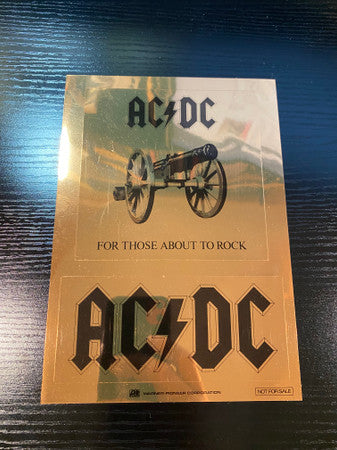 AC⚡DC
FOR THOSE ABOUT TO ROCK
AC⚡DC
WARNER-PIONEER CORPORATION
NOT FOR SALE